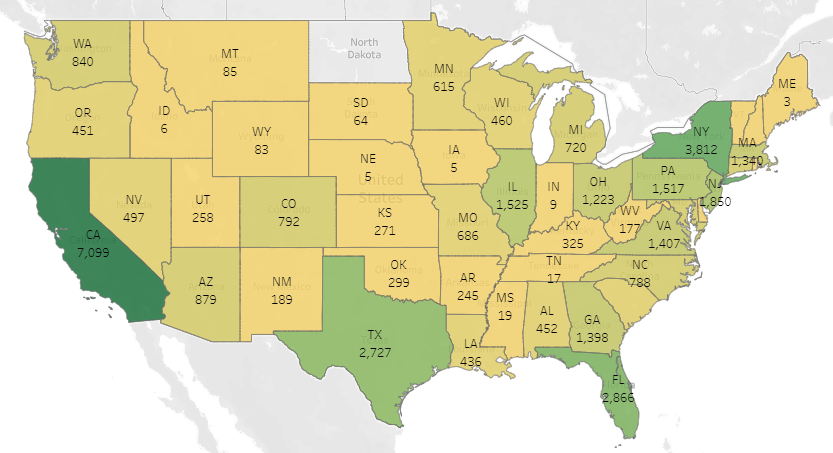 WA
840
MT
85
North
Dakota
MN
615
ME
3
OR
451
ID
6
SD
64
WI
460
MI
720
NY
3,812
MA
1,340
WY
83
NE
5
IA
5
PA
1,517
NJ
1,850
NV
497
UT
258
CO
792
United
States
KS
271
MO
686
IL
1,525
IN
9
OH
1,223
WV
177
VA
1,407
KY
325
CA
7,099
AZ
879
NM
189
OK
299
AR
245
TN
17
NC
788
MS
19
AL
452
GA
1,398
TX
2,727
LA
436
FL
2,866